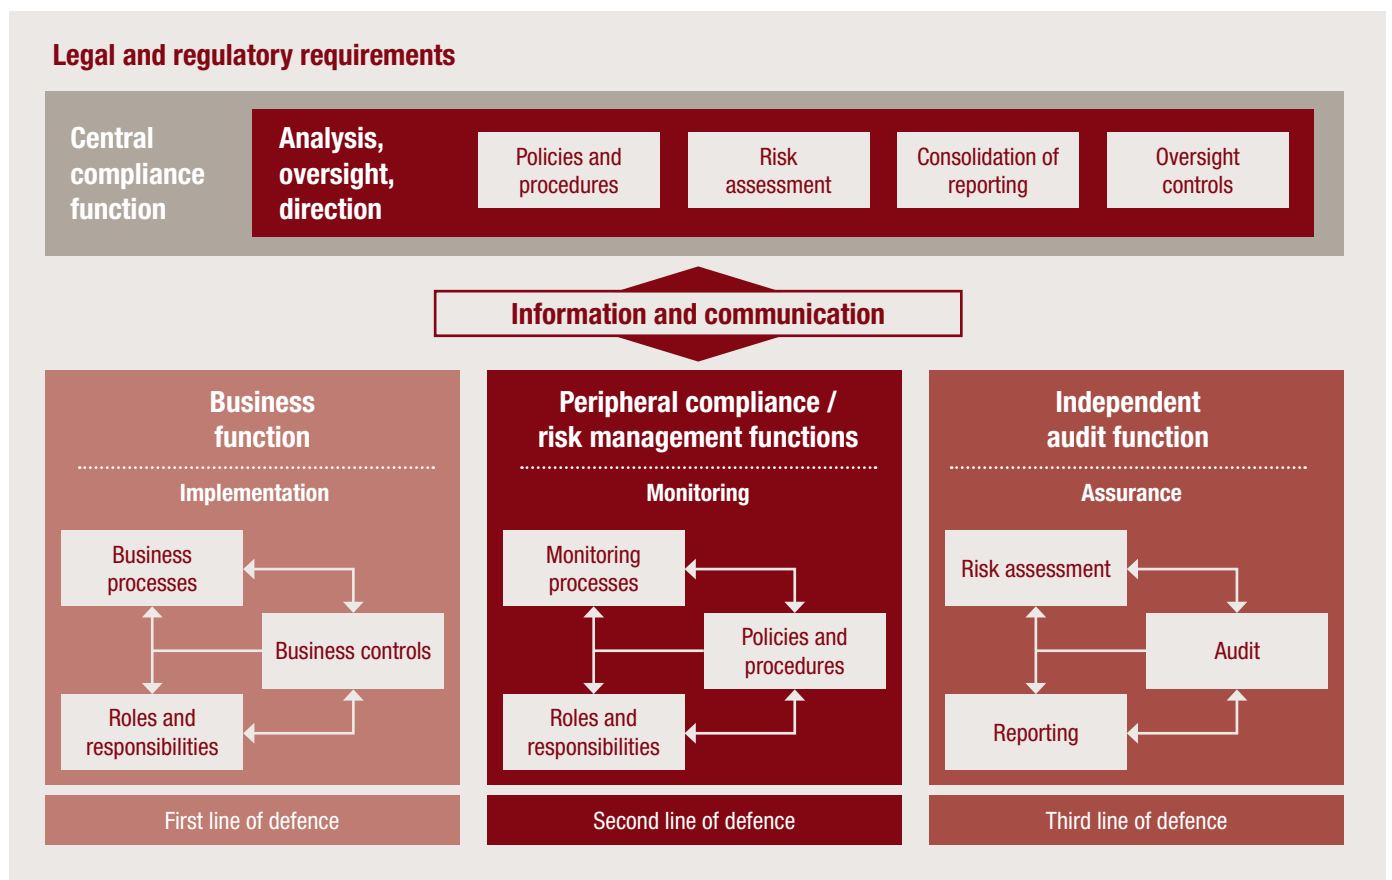 Legal and regulatory requirements
Central
compliance
function
Analysis,
oversight,
direction
Policies and
procedures
Risk
assessment
Consolidation of
reporting
Oversight
controls
Information and communication
Business
function
Implementation
Business
processes
Business controls
Roles and
responsibilities
First line of defence
Peripheral compliance /
risk management functions
Monitoring
Monitoring
processes
Policies and
procedures
Roles and
responsibilities
Second line of defence
Independent
audit function
Assurance
Risk assessment
Audit
Reporting
Third line of defence